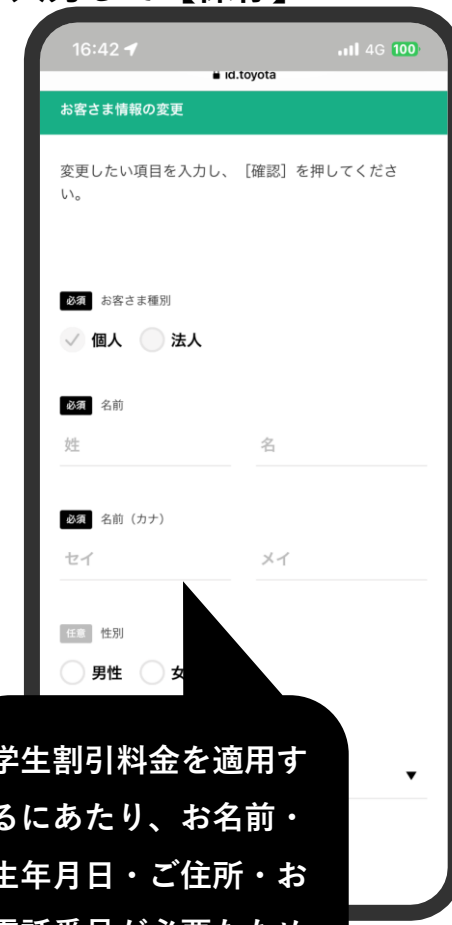 16:42
4G 100
id.toyota
お客さま情報の変更
変更したい項目を入力し、［確認］を押してくださ
い。
必須 お客さま種別
個人 法人
必須 名前
姓 名
必須 名前（カナ）
セイ メイ
任意 性別
男性
学生割引料金を適用す
るにあたり、お名前・
生年月日・ご住所・お